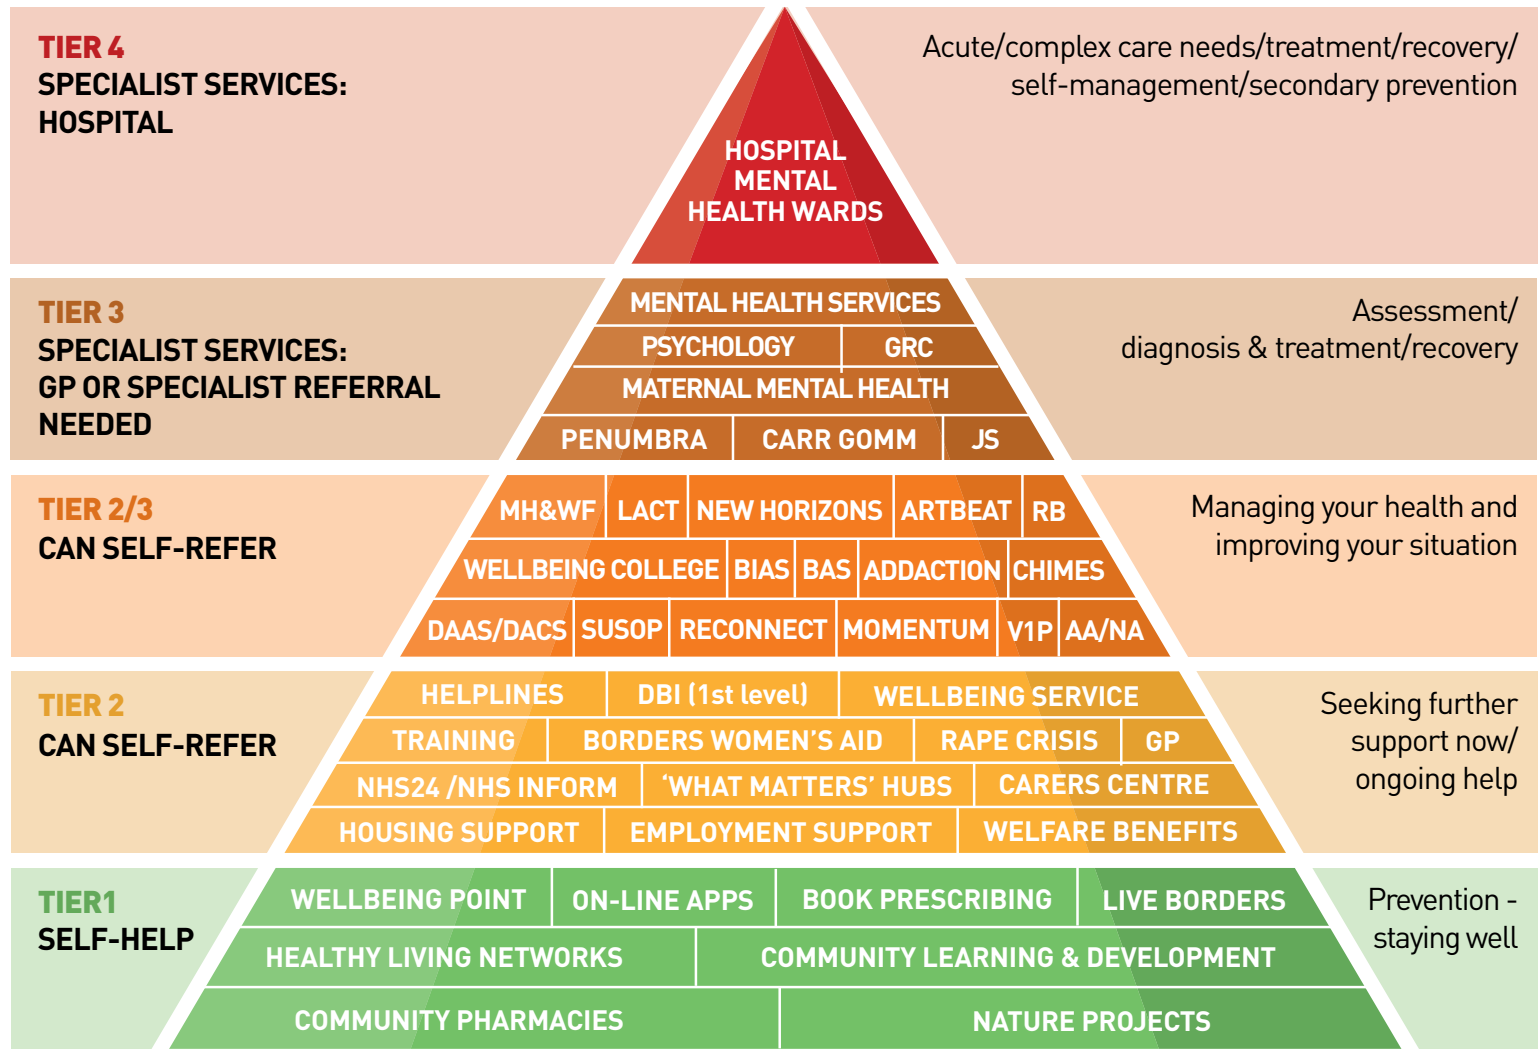 TIER 4
SPECIALIST SERVICES:
HOSPITAL
HOSPITAL
MENTAL
HEALTH WARDS
Acute/complex care needs/treatment/recovery/
self-management/secondary prevention
TIER 3
SPECIALIST SERVICES:
GP OR SPECIALIST REFERRAL
NEEDED
MENTAL HEALTH SERVICES
PSYCHOLOGY GRC
MATERNAL MENTAL HEALTH
PENUMBRA CARR GOMM JS
Assessment/
diagnosis & treatment/recovery
TIER 2/3
CAN SELF-REFER
MH&WF LACT NEW HORIZONS ARTBEAT RB
WELLBEING COLLEGE BIAS BAS ADDACTION CHIMES
DAAS/DACS SUSOP RECONNECT MOMENTUM V1P AA/NA
Managing your health and
improving your situation
TIER 2
CAN SELF-REFER
HELPLINES DBI (1st level) WELLBEING SERVICE
TRAINING BORDERS WOMEN'S AID RAPE CRISIS GP
NHS24 /NHS INFORM ‘WHAT MATTERS’ HUBS CARERS CENTRE
HOUSING SUPPORT EMPLOYMENT SUPPORT WELFARE BENEFITS
Seeking further
support now/
ongoing help
TIER1
SELF-HELP
WELLBEING POINT ON-LINE APPS BOOK PRESCRIBING LIVE BORDERS
HEALTHY LIVING NETWORKS COMMUNITY LEARNING & DEVELOPMENT
COMMUNITY PHARMACIES NATURE PROJECTS
Prevention -
staying well